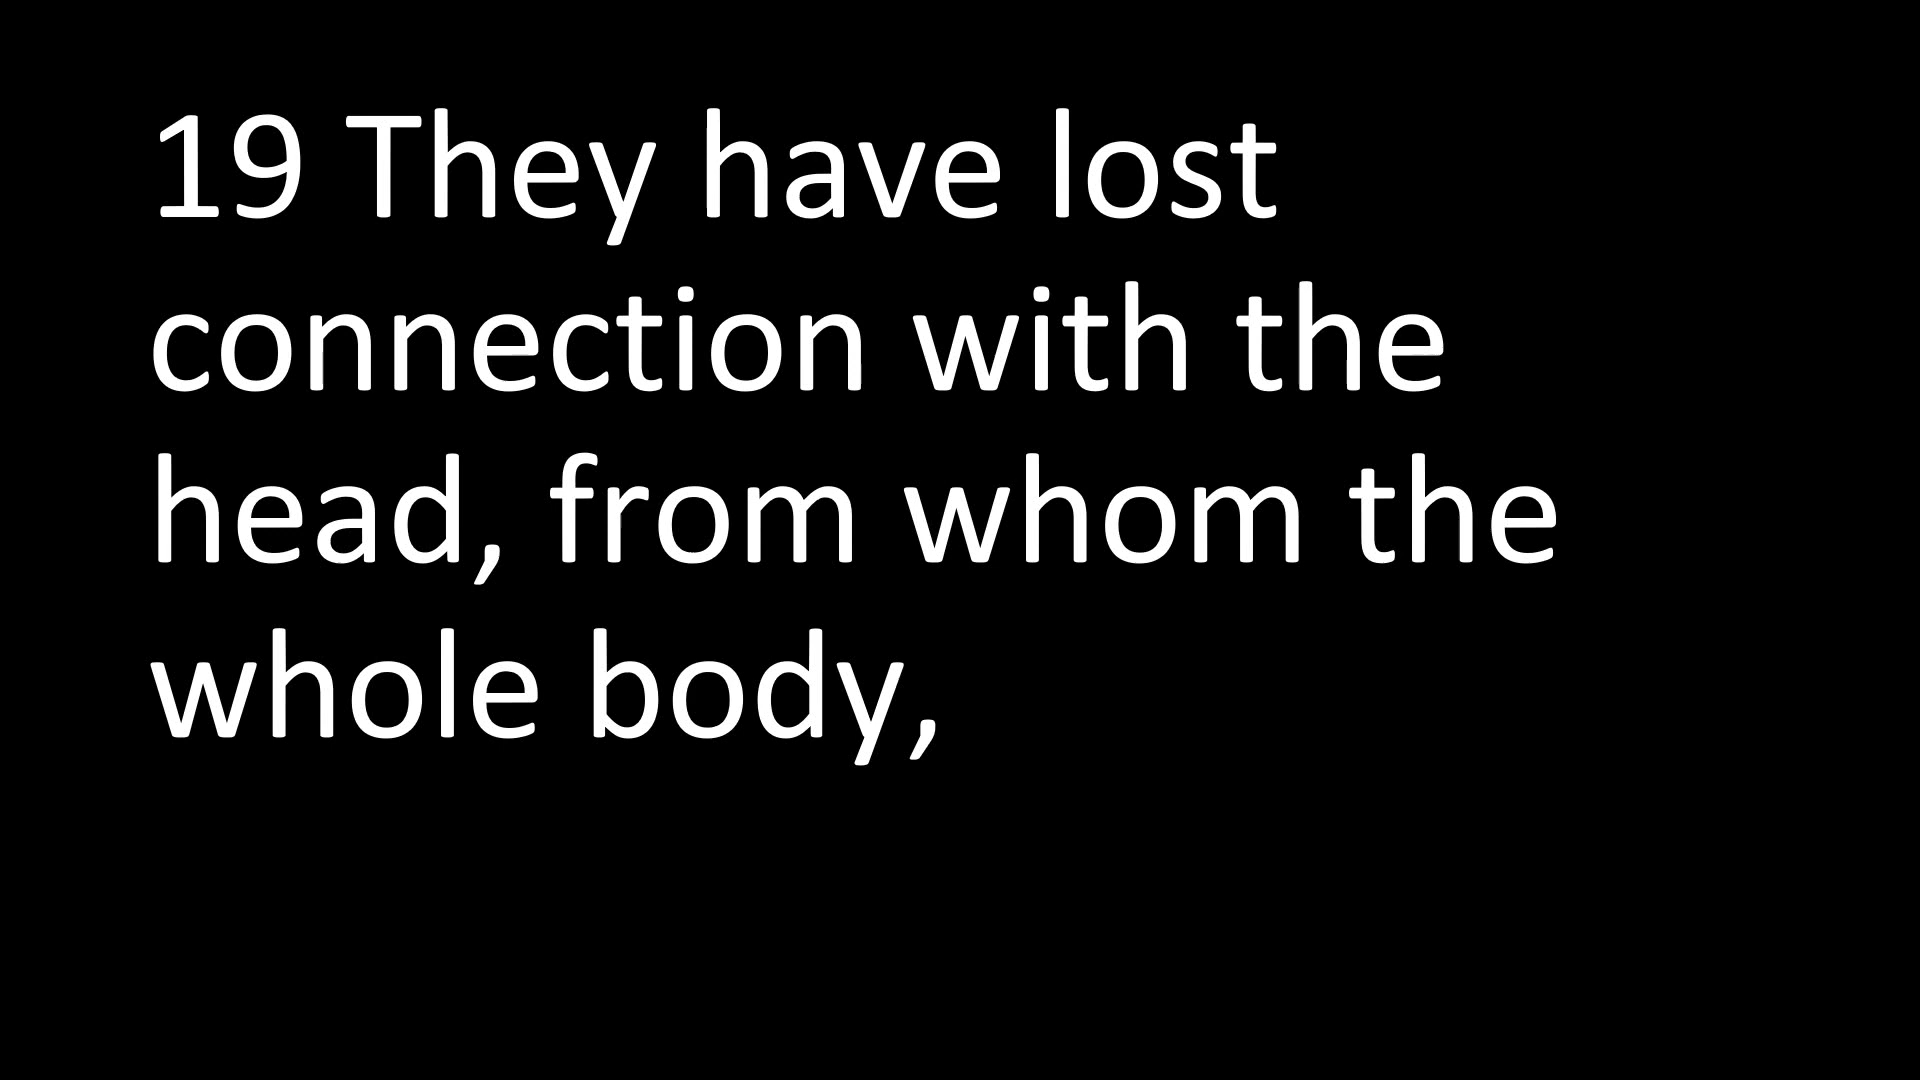 19 They have lost
connection with the
head, from whom the
whole body,